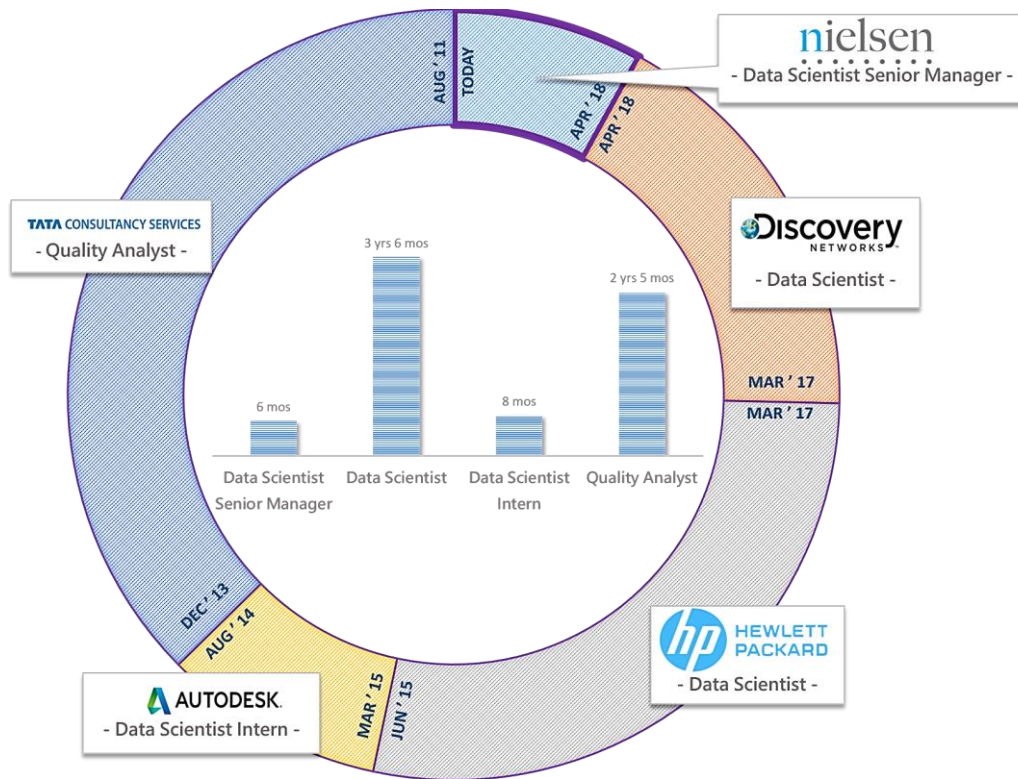 nielsen
- Data Scientist Senior Manager -
AUG ' 11
TODAY
APR ' 18
APR ' 18
TATA CONSULTANCY SERVICES
- Quality Analyst -
Discovery
NETWORKS™
- Data Scientist -
3 yrs 6 mos
2 yrs 5 mos
6 mos
8 mos
MAR ' 17
MAR ' 17
Data Scientist
Senior Manager
Data Scientist
Data Scientist
Intern
Quality Analyst
DEC ' 13
AUG ' 14
hp HEWLETT
PACKARD
- Data Scientist -
MAR ' 15
JUN ' 15
AUTODESK.
- Data Scientist Intern -